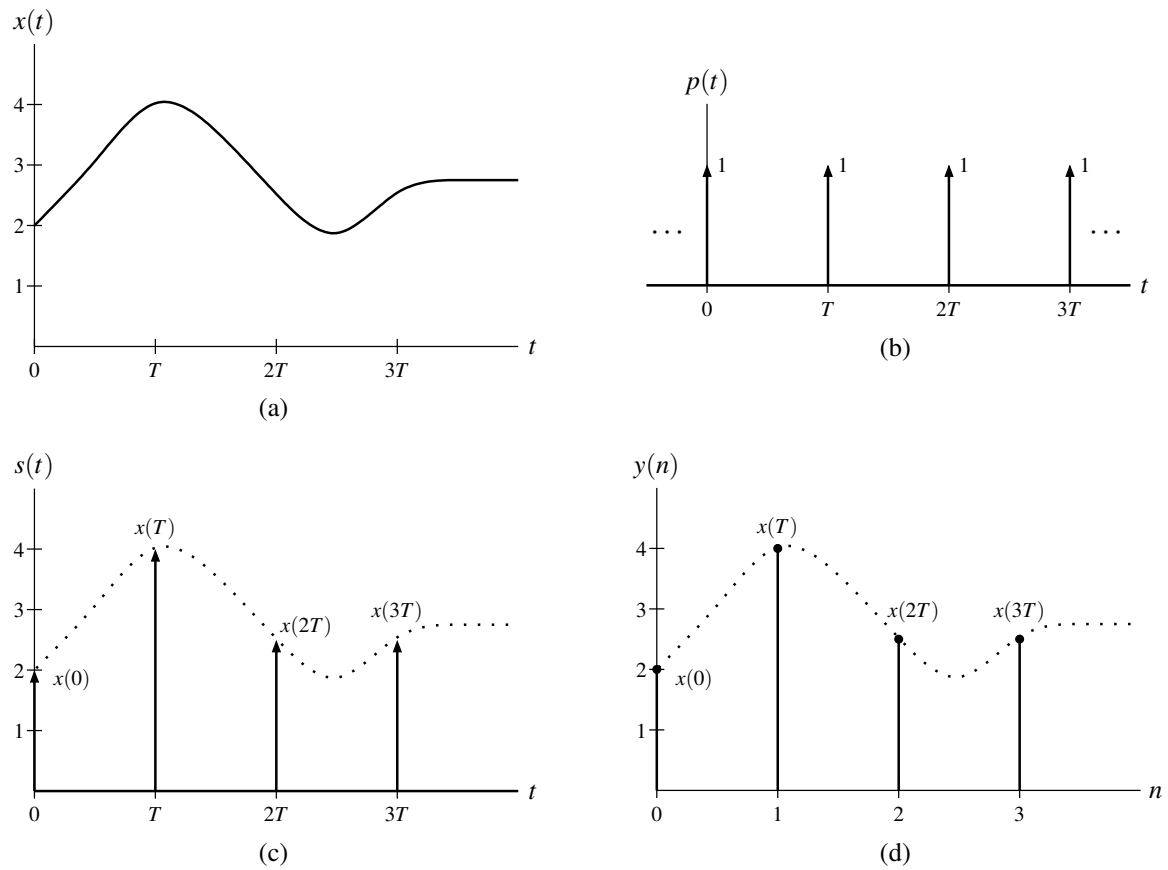 x(t)
4
3
2
1
0 T 2T 3T t
(a)
p(t)
1 1 1 1
··· ···
0 T 2T 3T t
(b)
s(t)
x(T)
4
3
x(3T)
x(2T)
2
x(0)
1
0 T 2T 3T t
(c)
y(n)
x(T)
4
3
x(2T) x(3T)
2
x(0)
1
0 1 2 3 n
(d)